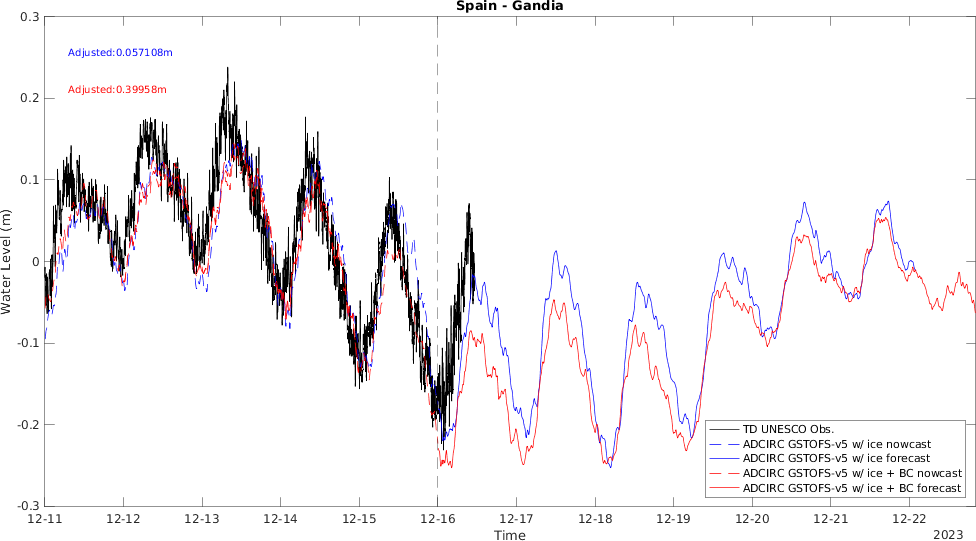 Spain - Gandia
0.3
Adjusted:0.057108m
Adjusted:0.39958m
0.2
0.1
0
-0.1
-0.2
-0.3
Water Level (m)
TD UNESCO Obs.
ADCIRC GSTOFS-v5 w/ ice nowcast
ADCIRC GSTOFS-v5 w/ ice forecast
ADCIRC GSTOFS-v5 w/ice + BC nowcast
ADCIRC GSTOFS-v5 w/ice + BC forecast
12-11 12-12 12-13 12-14 12-15 12-16 12-17 12-18 12-19 12-20 12-21 12-22
Time
2023